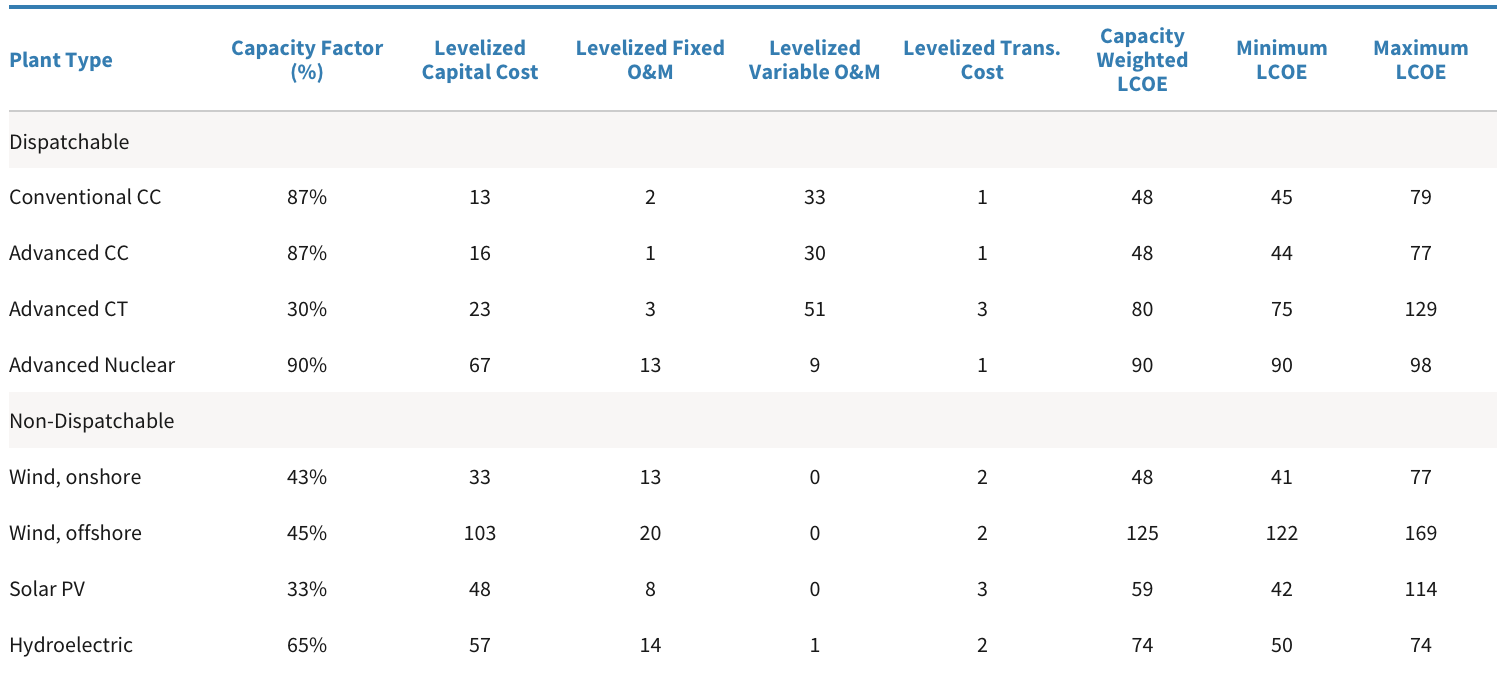 Plant Type Capacity Factor (%) Levelized Capital Cost Levelized Fixed O&M Levelized Variable O&M Levelized Trans. Cost Capacity Weighted LCOE Minimum LCOE Maximum LCOE
Dispatchable
Conventional CC 87% 13 2 33 1 48 45 79
Advanced CC 87% 16 1 30 1 48 44 77
Advanced CT 30% 23 3 51 3 80 75 129
Advanced Nuclear 90% 67 13 9 1 90 90 98
Non-Dispatchable
Wind, onshore 43% 33 13 0 2 48 41 77
Wind, offshore 45% 103 20 0 2 125 122 169
Solar PV 33% 48 8 0 3 59 42 114
Hydroelectric 65% 57 14 1 2 74 50 74